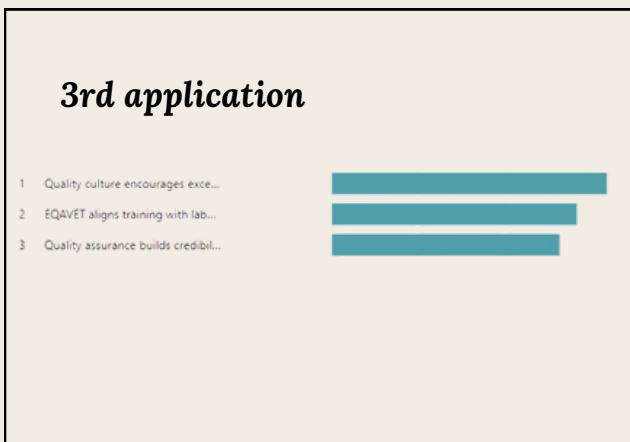 3rd application
1 Quality culture encourages exce...
2 EQAVET aligns training with lab...
3 Quality assurance builds credibil...